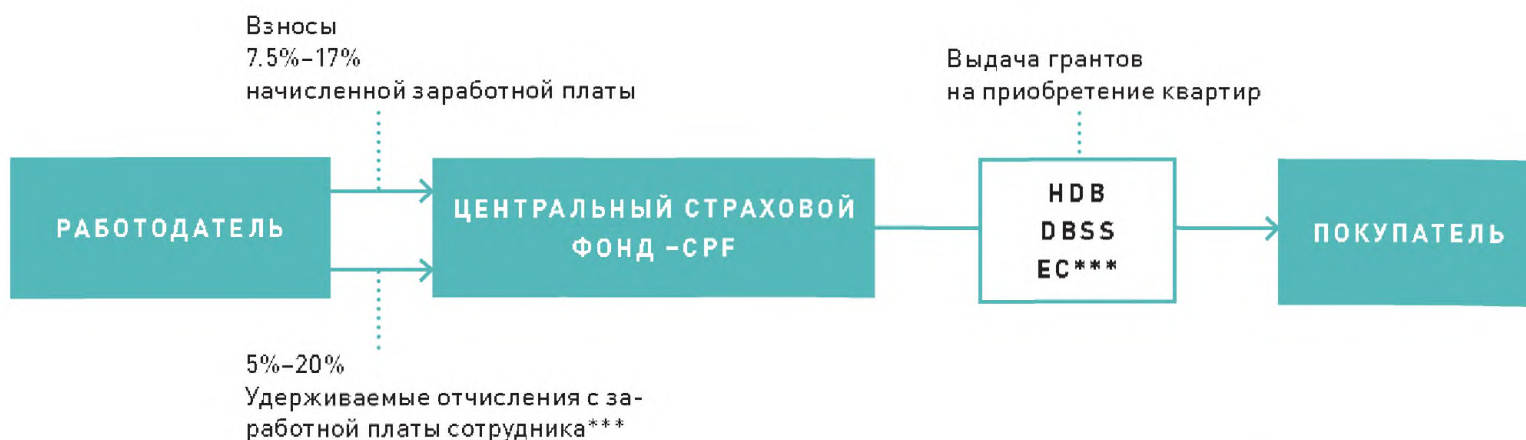 Взносы
7.5%–17%
начисленной заработной платы
Выдача грантов
на приобретение квартир
РАБОТОДАТЕЛЬ
ЦЕНТРАЛЬНЫЙ СТРАХОВОЙ
ФОНД –CPF
HDB
DBSS
EC***
ПОКУПАТЕЛЬ
5%–20%
Удерживаемые отчисления с за-
работной платы сотрудника***